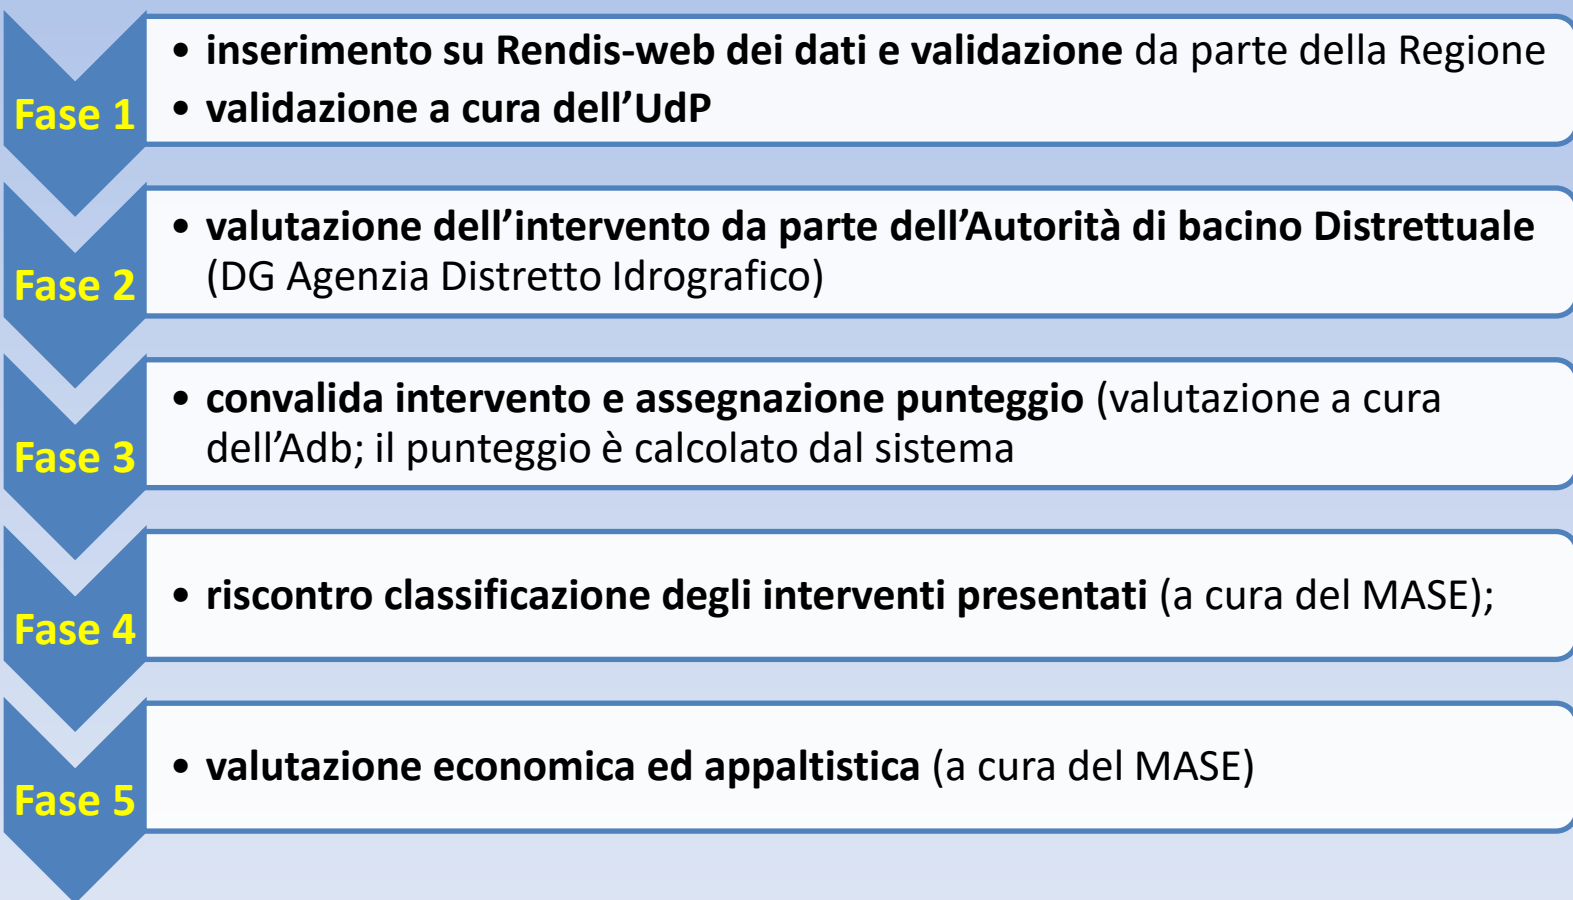 Fase 1
• inserimento su Rendis-web dei dati e validazione da parte della Regione
• validazione a cura dell’UdP
Fase 2
• valutazione dell’intervento da parte dell’Autorità di bacino Distrettuale
(DG Agenzia Distretto Idrografico)
Fase 3
• convalida intervento e assegnazione punteggio (valutazione a cura
dell’Adb; il punteggio è calcolato dal sistema
Fase 4
• riscontro classificazione degli interventi presentati (a cura del MASE);
Fase 5
• valutazione economica ed appaltistica (a cura del MASE)